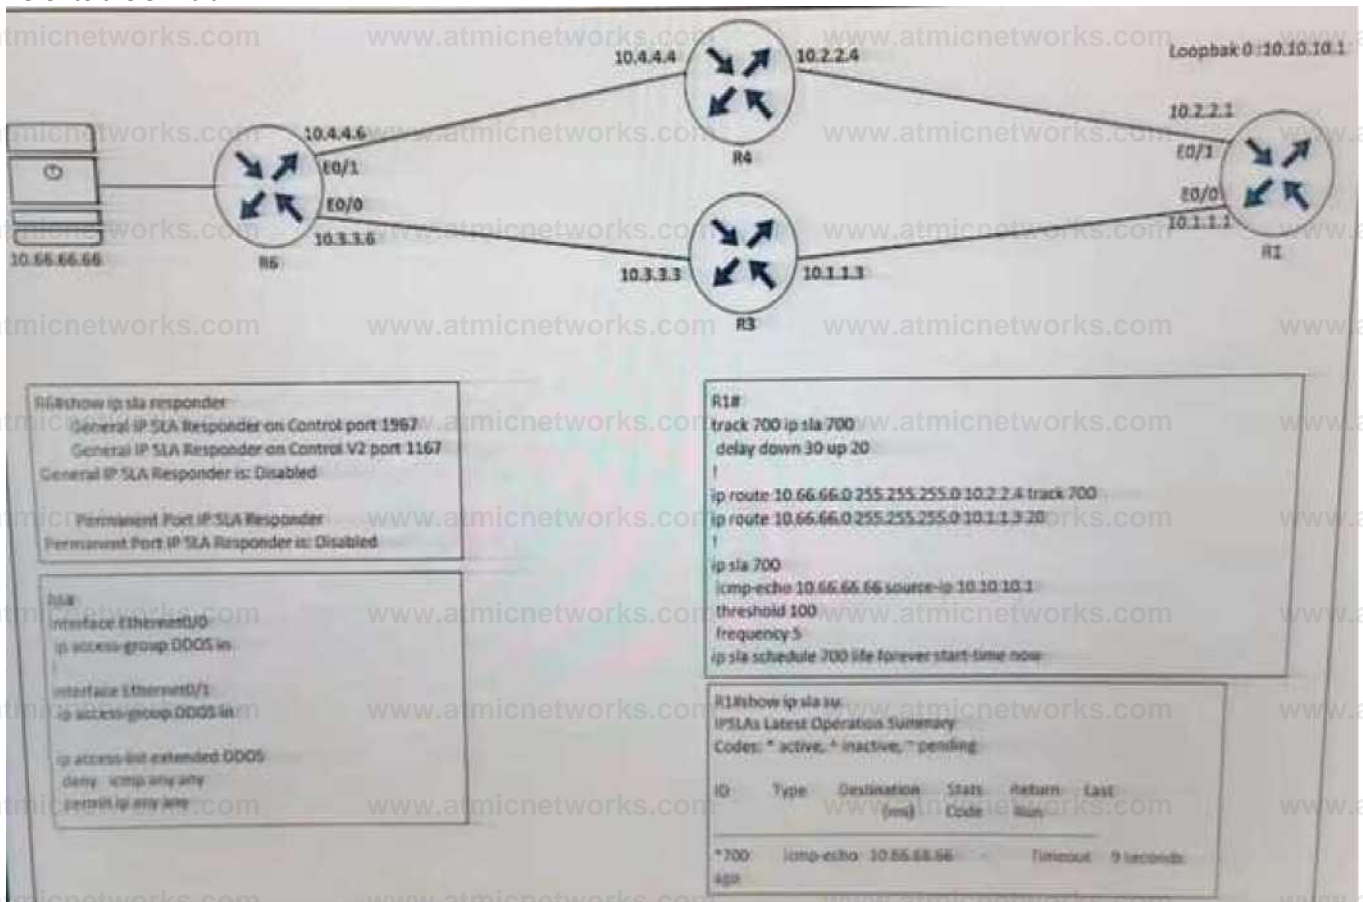 www.atmicnetworks.com
10.4.4.4
10.2.2.4
Loopbak 0 :10.10.10.1
10.2.2.1
10.4.4.6
E0/1
E0/1
R4
E0/0
E0/0
10.3.3.6
10.1.1.1
10.66.66.66
R6
10.3.3.3
10.1.1.3
R1
R3
R6#show ip sla responder
General IP SLA Responder on Control port 1967
General IP SLA Responder on Control V2 port 1167
General IP SLA Responder is: Disabled
Permanent Port IP SLA Responder
Permanent Port IP SLA Responder is: Disabled
R6#
interface Ethernet0/0
ip access-group DDOS in
!
interface Ethernet0/1
ip access-group DDOS in
ip access-list extended DDOS
deny icmp any any
permit ip any any
R1#
track 700 ip sla 700
delay down 30 up 20
!
ip route 10.66.66.0 255.255.255.0 10.2.2.4 track 700
ip route 10.66.66.0 255.255.255.0 10.1.1.3 20
!
ip sla 700
icmp-echo 10.66.66.66 source-ip 10.10.10.1
threshold 100
frequency 5
ip sla schedule 700 life forever start-time now
R1#show ip sla su
IPSLAs Latest Operation Summary
Codes: * active, ^ inactive, ~ pending
ID Type Destination Stats Return Last
(ms) Code Run
*700 icmp-echo 10.66.66.66 - Timeout 9 seconds
ago